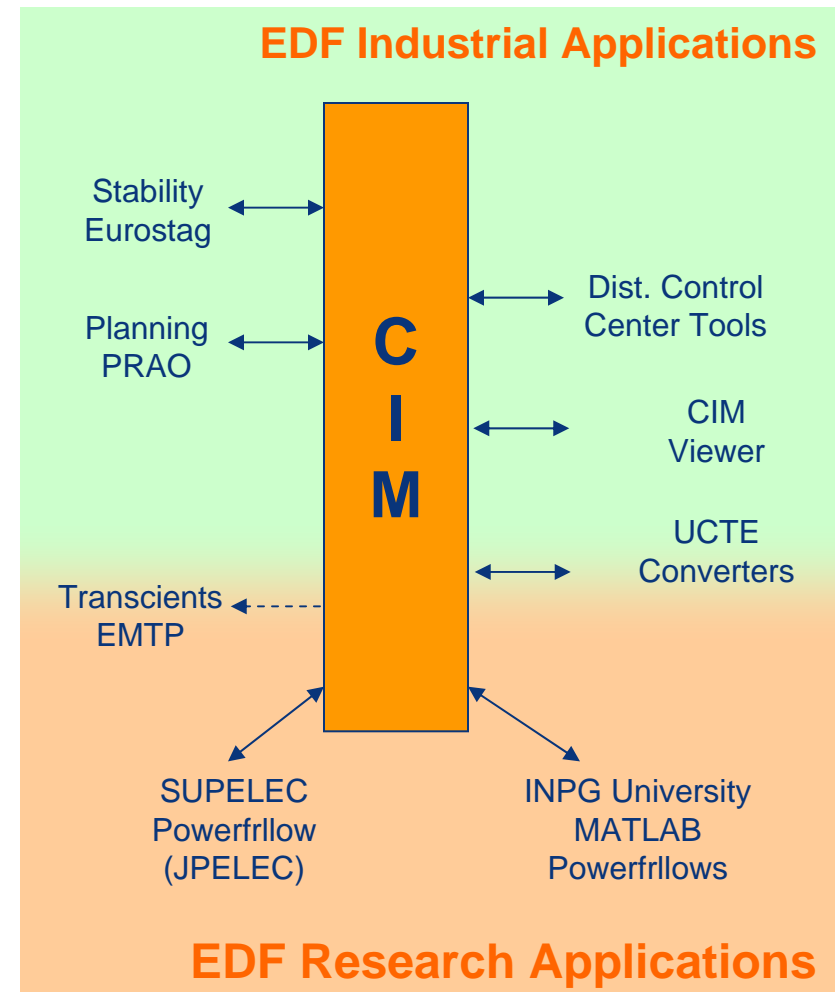 EDF Industrial Applications
Stability
Eurostag
Planning
PRAO
C
I
M
Dist. Control
Center Tools
CIM
Viewer
UCTE
Converters
Transcients
EMTP
SUPELEC
Powerfrllow
(JPELEC)
INPG University
MATLAB
Powerfrllows
EDF Research Applications